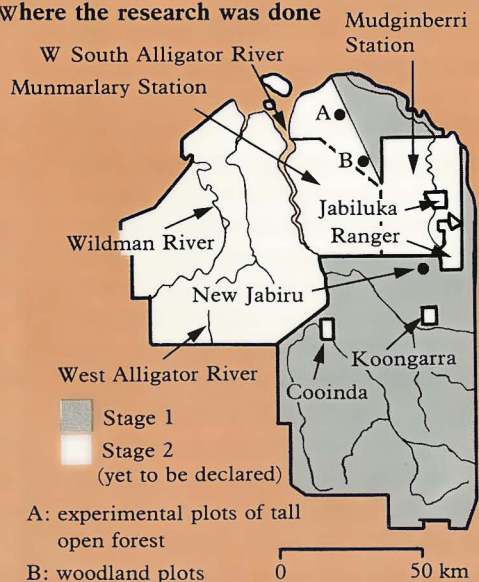 Where the research was done
Mudginberri
Station
W South Alligator River
Munmarlary Station
A
B
Jabiluka
Ranger
Wildman River
New Jabiru
Koongarra
West Alligator River
Cooinda
Stage 1
Stage 2
(yet to be declared)
A: experimental plots of tall
open forest
B: woodland plots
0 50 km